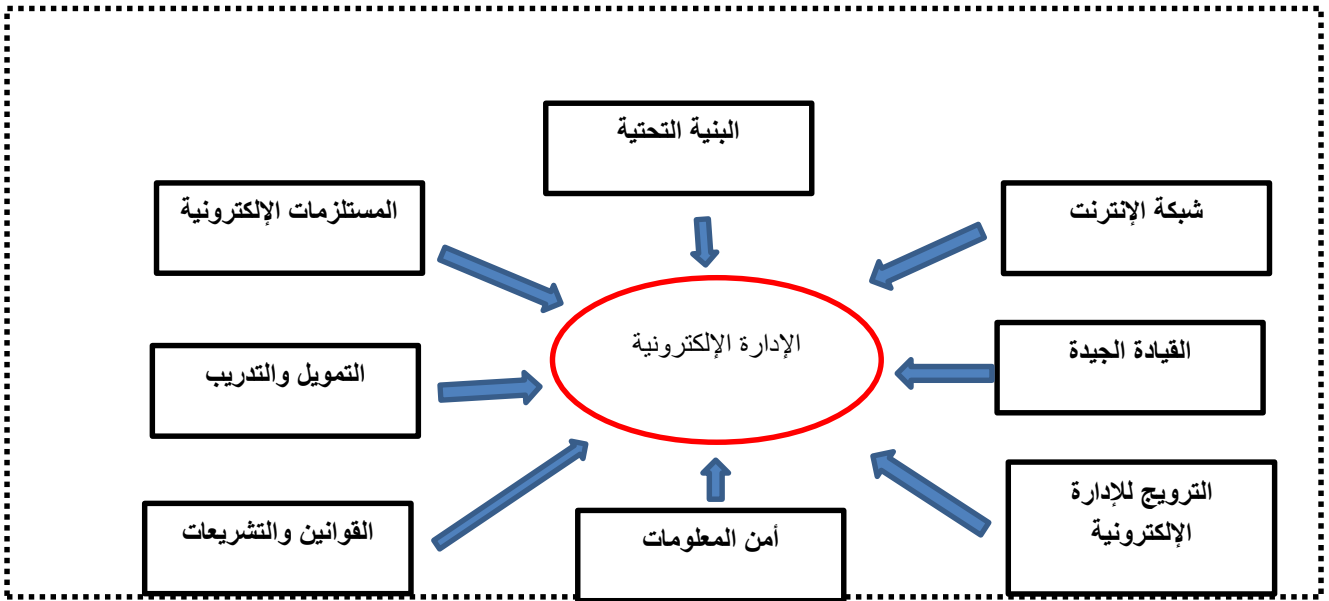 البنية التحتية
شبكة الإنترنت
المستلزمات الإلكترونية
الإدارة الإلكترونية
القيادة الجيدة
التمويل والتدريب
الترويج للإدارة
الإلكترونية
أمن المعلومات
القوانين والتشريعات